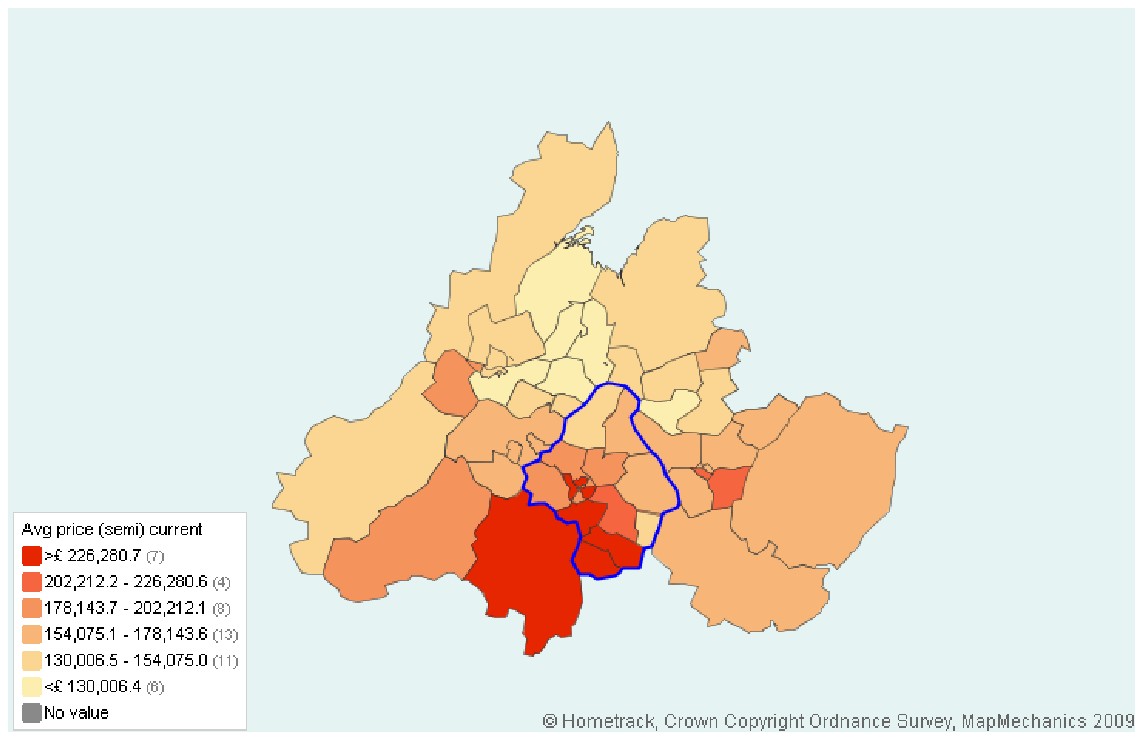 Avg price (semi) current
>£ 226,280.7 (7)
202,212.2 - 226,280.6 (4)
178,143.7 - 202,212.1 (8)
154,075.1 - 178,143.6 (13)
130,006.5 - 154,075.0 (11)
<£ 130,006.4 (6)
No value
© Hometrack, Crown Copyright Ordnance Survey, MapMechanics 2009